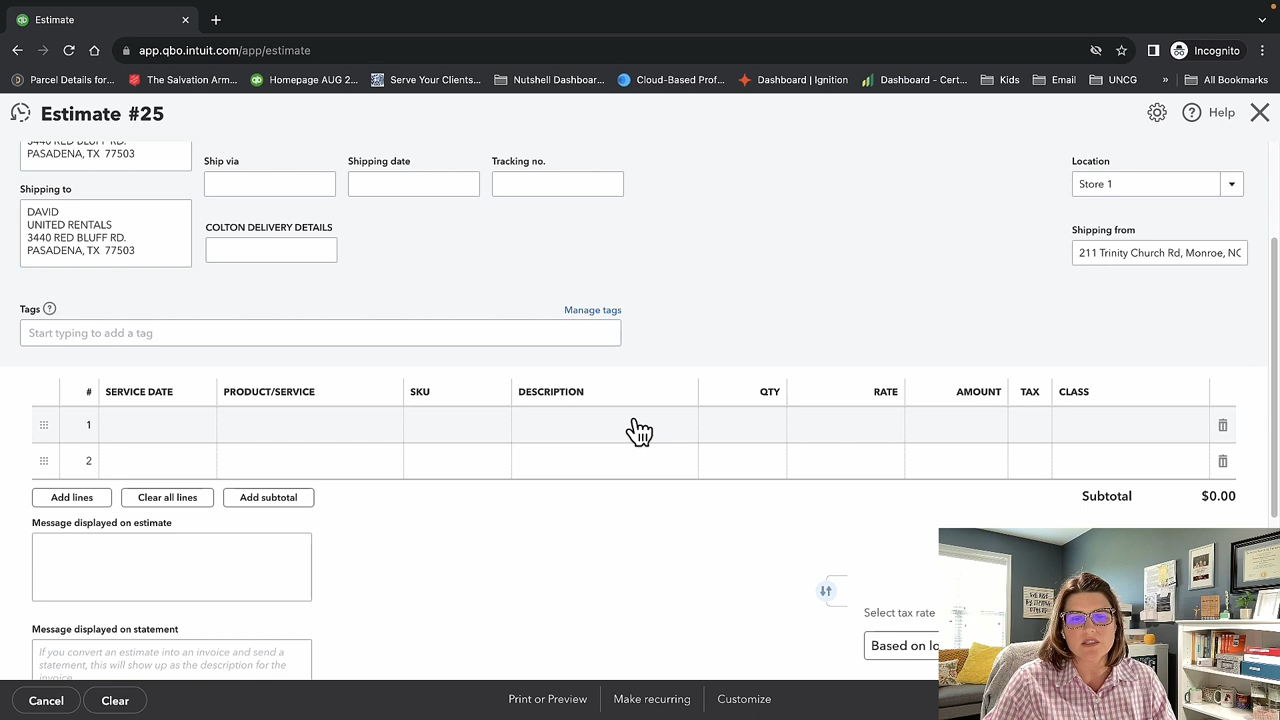 Estimate
app.qbo.intuit.com/app/estimate
Incognito
Parcel Details for...
The Salvation Arm...
Homepage AUG 2...
Serve Your Clients...
Nutshell Dashboar...
Cloud-Based Prof...
Dashboard | Ignition
Dashboard - Cert...
Kids
Email
UNCG
»
All Bookmarks
Estimate #25
Help
3440 RED BLUFF RD.
PASADENA, TX 77503
Ship via
Shipping date
Tracking no.
Location
Store 1
Shipping to
DAVID
UNITED RENTALS
3440 RED BLUFF RD.
PASADENA, TX 77503
COLTON DELIVERY DETAILS
Shipping from
211 Trinity Church Rd, Monroe, NC
Tags ?
Manage tags
Start typing to add a tag
# SERVICE DATE PRODUCT/SERVICE SKU DESCRIPTION QTY RATE AMOUNT TAX CLASS
1
2
Add lines
Clear all lines
Add subtotal
Subtotal $0.00
Message displayed on estimate
Select tax rate
Based on lo
Message displayed on statement
If you convert an estimate into an invoice and send a
statement, this will show up as the description for the
invoice.
Cancel
Clear
Print or Preview
Make recurring
Customize